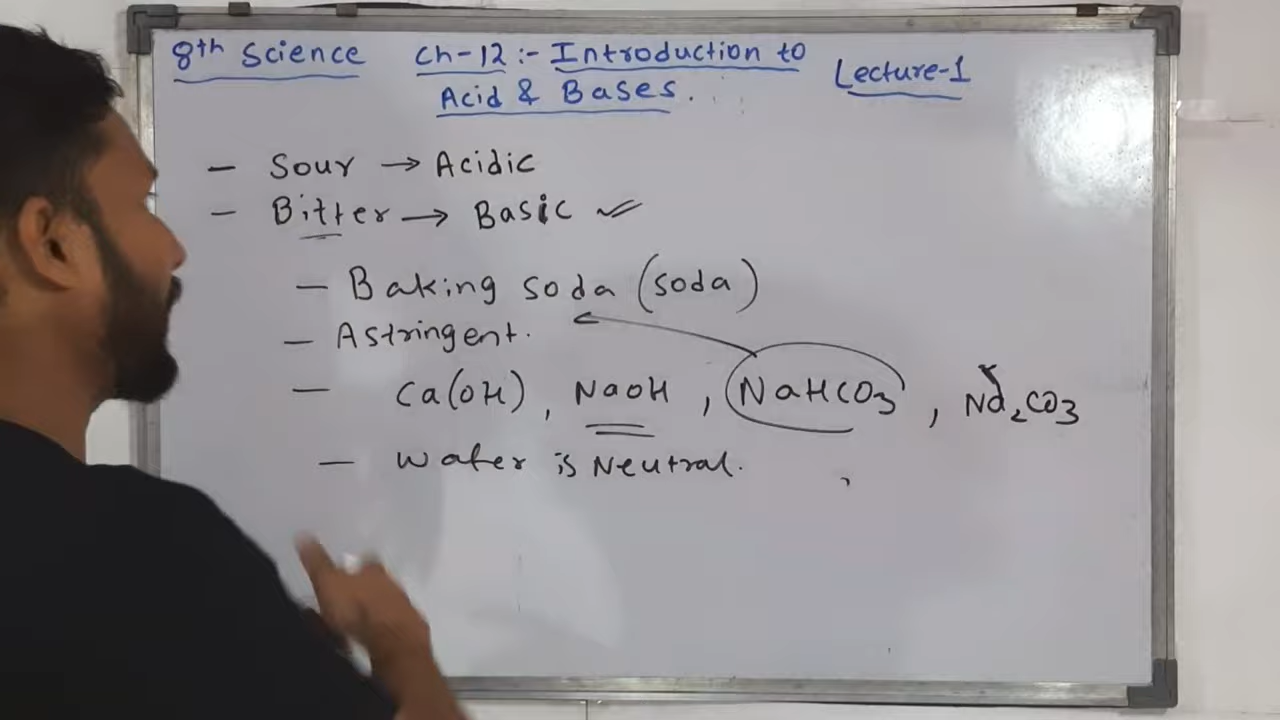 8th Science Ch-12:- Introduction to Lecture-1
Acid & Bases.
- Sour → Acidic
- Bitter → Basic ✓
- Baking soda (soda)
- Astringent.
- Ca(OH), NaOH, NaHCO3, Na2CO3
- Water is Neutral.